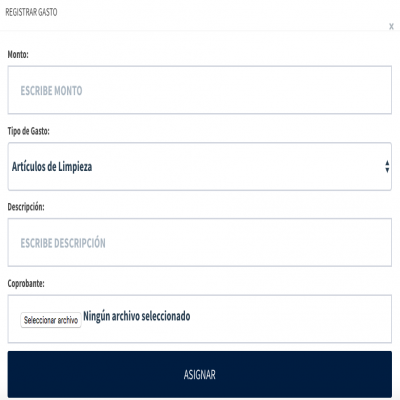 REGISTRAR GASTO
x
Monto:
ESCRIBE MONTO
Tipo de Gasto:
Artículos de Limpieza
Descripción:
ESCRIBE DESCRIPCIÓN
Coprobante:
Seleccionar archivo Ningún archivo seleccionado
ASIGNAR